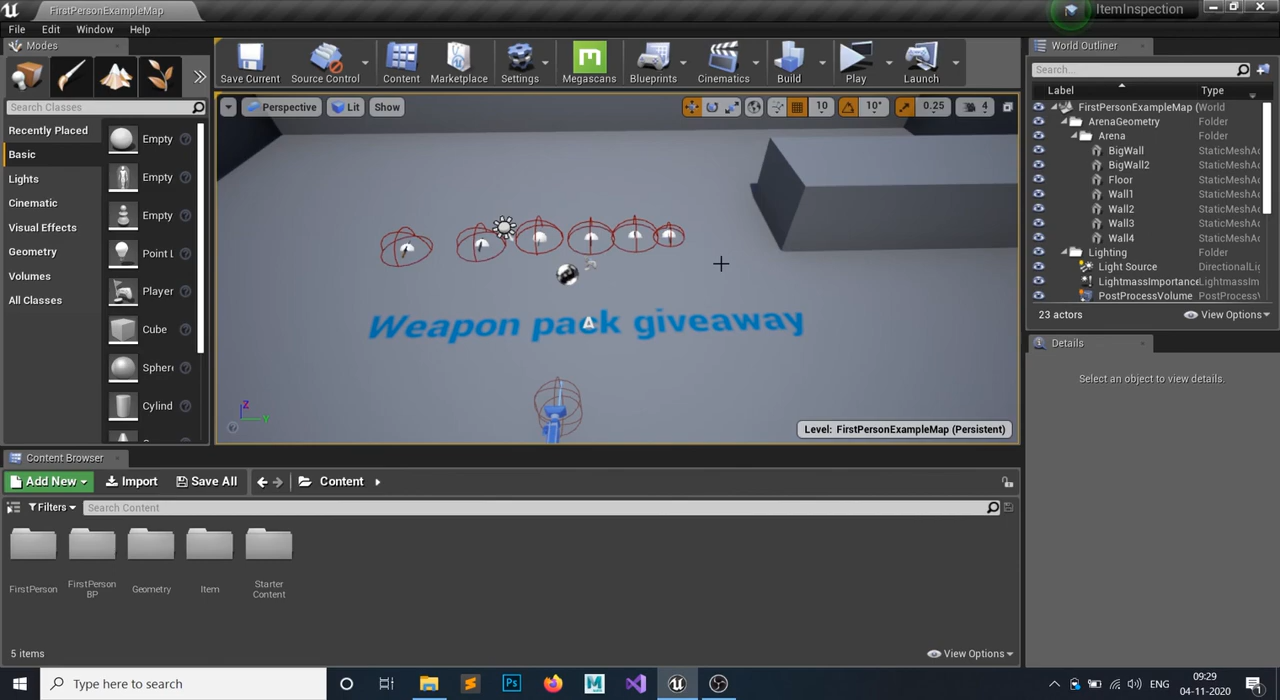 FirstPersonExampleMap
ItemInspection
File Edit Window Help
Modes
Search Classes
Recently Placed
Basic
Lights
Cinematic
Visual Effects
Geometry
Volumes
All Classes
Empty
Empty
Empty
Point L
Player
Cube
Sphere
Cylind
Save Current
Source Control
Content
Marketplace
Settings
Megascans
Blueprints
Cinematics
Build
Play
Launch
Perspective
Lit
Show
10
10°
0.25
4
Weapon pack giveaway
Z
Y
Level: FirstPersonExampleMap (Persistent)
World Outliner
Search...
Label Type
FirstPersonExampleMap (World
ArenaGeometry Folder
Arena Folder
BigWall StaticMeshAc
BigWall2 StaticMeshAc
Floor StaticMeshAc
Wall1 StaticMeshAc
Wall2 StaticMeshAc
Wall3 StaticMeshAc
Wall4 StaticMeshAc
Lighting Folder
Light Source DirectionalLig
LightmassImportance LightmassIm
PostProcessVolume PostProcessV
23 actors View Options
Details
Select an object to view details.
Content Browser
Add New Import Save All Content
Filters Search Content
FirstPerson
FirstPerson
BP
Geometry
Item
Starter
Content
5 items View Options
Type here to search
Ps
M
ENG
09:29
04-11-2020
1